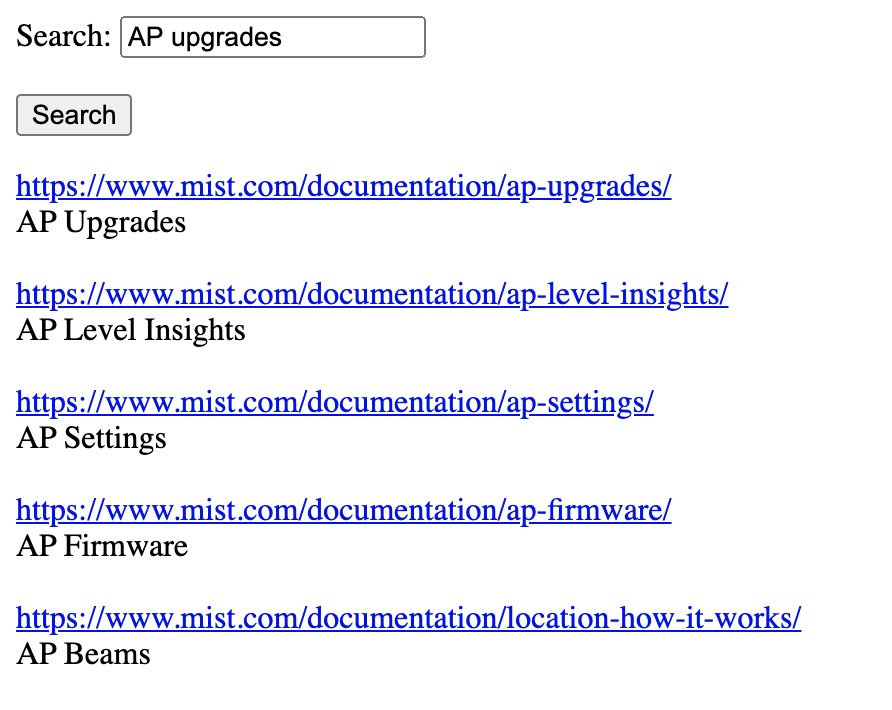 Search: AP upgrades
Search
https://www.mist.com/documentation/ap-upgrades/
AP Upgrades
https://www.mist.com/documentation/ap-level-insights/
AP Level Insights
https://www.mist.com/documentation/ap-settings/
AP Settings
https://www.mist.com/documentation/ap-firmware/
AP Firmware
https://www.mist.com/documentation/location-how-it-works/
AP Beams